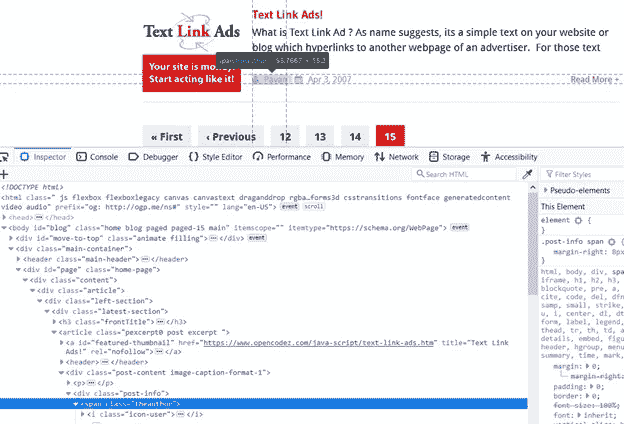 Text Link Ads
Text Link Ads!
What is Text Link Ad ? As name suggests, its a simple text on your website or
blog which hyperlinks to another webpage of an advertiser. For those text
Your site is money.
Start acting like it!
Pavan Apr 3, 2007 Read More +
« First ‹ Previous 12 13 14 15
Inspector Console Debugger Style Editor Performance Memory Network Storage Accessibility
+ Search HTML Filter Styles
<!DOCTYPE html>
<html class=" js flexbox flexboxlegacy canvas canvastext draganddrop rgba_forms3d csstransitions fontface generatedcontent
video audio" prefix="og: http://ogp.me/ns#" style="" lang="en-US"> event scroll
<head> </head>
<body id="blog" class="home blog paged paged-15 main" itemscope="" itemtype="https://schema.org/WebPage"> event
<div id="move-to-top" class="animate filling"> </div> event
<div class="main-container">
<header class="main-header"> </header>
<div id="page" class="home-page">
<div class="content">
<div class="article">
<div class="left-section">
<div class="latest-section">
<h3 class="frontTitle"> </h3>
<article class="pexcerpt0 post excerpt ">
<a id="featured-thumbnail" href="https://www.opencodez.com/java-script/text-link-ads.htm" title="Text Link
Ads!" rel="nofollow"> </a>
<header> </header>
<div class="post-content image-caption-format-1">
<p> </p>
<div class="post-info">
<span class="theauthor">
<i class="icon-user"> </i>
Pseudo-elements
This Element
element { }
.post-info span { }
margin-right: 8px
html, body, div, spa
iframe, h1, h2, h3,
blockquote, pre, a,
cite, code, del, dfn
samp, small, strike,
u, i, center, dl, dt
form, label, legend,
thead, tr, th, td, a
details, embed, figu
header, hgroup, menu
summary, time, mark,
margin: 0;
margin-right:
padding: 0;
border: 0;
font-size: 100%;
font: inherit;